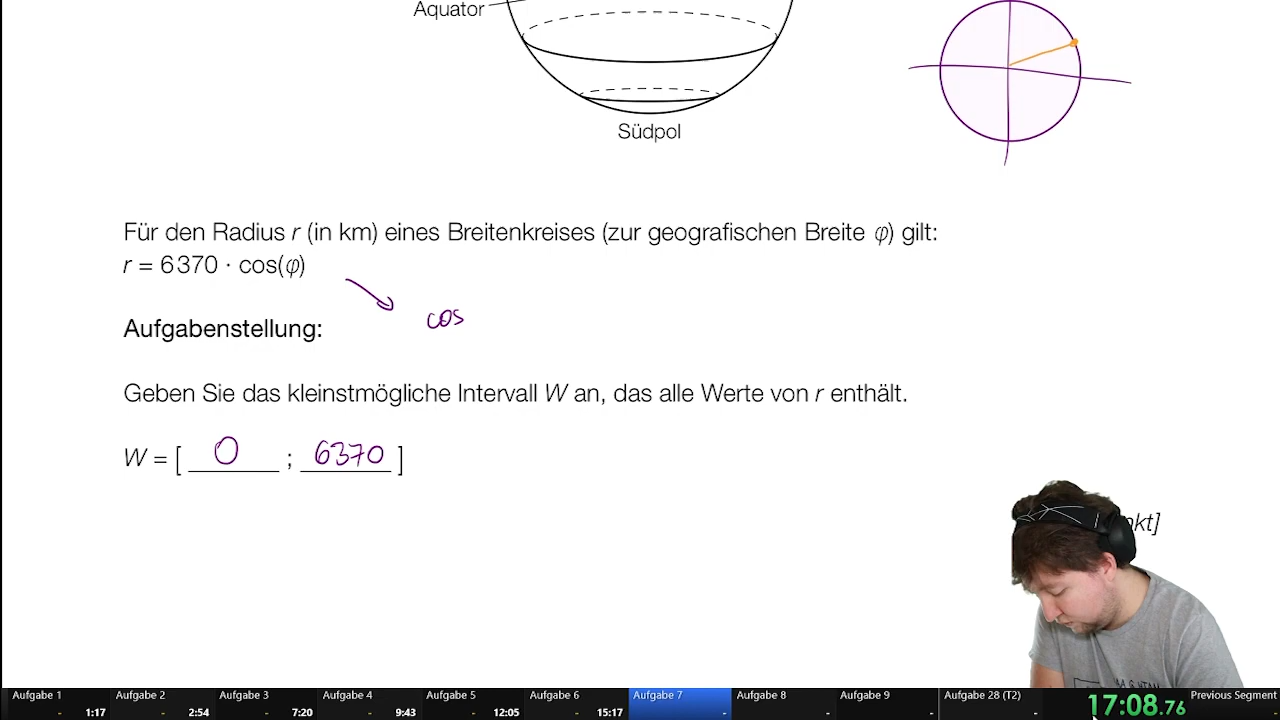 Äquator
Südpol
Für den Radius r (in km) eines Breitenkreises (zur geografischen Breite φ) gilt:
r = 6370 · cos(φ)
cos
Aufgabenstellung:
Geben Sie das kleinstmögliche Intervall W an, das alle Werte von r enthält.
W = [ 0 ; 6370 ]
Aufgabe 1 - 1:17
Aufgabe 2 - 2:54
Aufgabe 3 - 7:20
Aufgabe 4 - 9:43
Aufgabe 5 - 12:05
Aufgabe 6 - 15:17
Aufgabe 7 -
Aufgabe 8 -
Aufgabe 9 -
Aufgabe 28 (T2) -
17:08.76
Previous Segment -